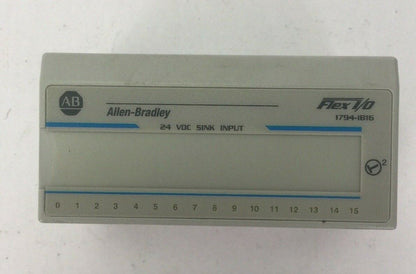 AB
Allen-Bradley
Flex I/O
1794-IB16
24 VDC SINK INPUT
2
0 1 2 3 4 5 6 7 8 9 10 11 12 13 14 15